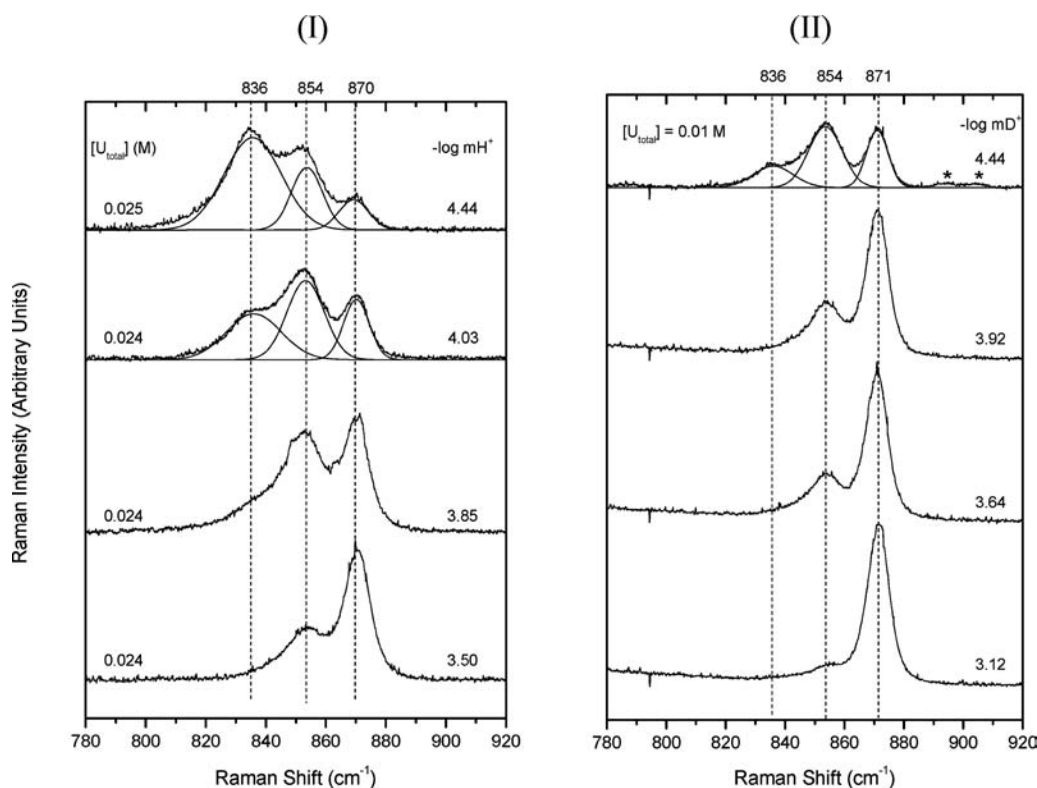 (I)
836 854 870
[Utotal] (M) -log mH+
0.025 4.44
0.024 4.03
0.024 3.85
0.024 3.50
780 800 820 840 860 880 900 920
Raman Shift (cm-1)
Raman Intensity (Arbitrary Units)
(II)
836 854 871
[Utotal] = 0.01 M -log mD+
4.44
* *
3.92
3.64
3.12
780 800 820 840 860 880 900 920
Raman Shift (cm-1)